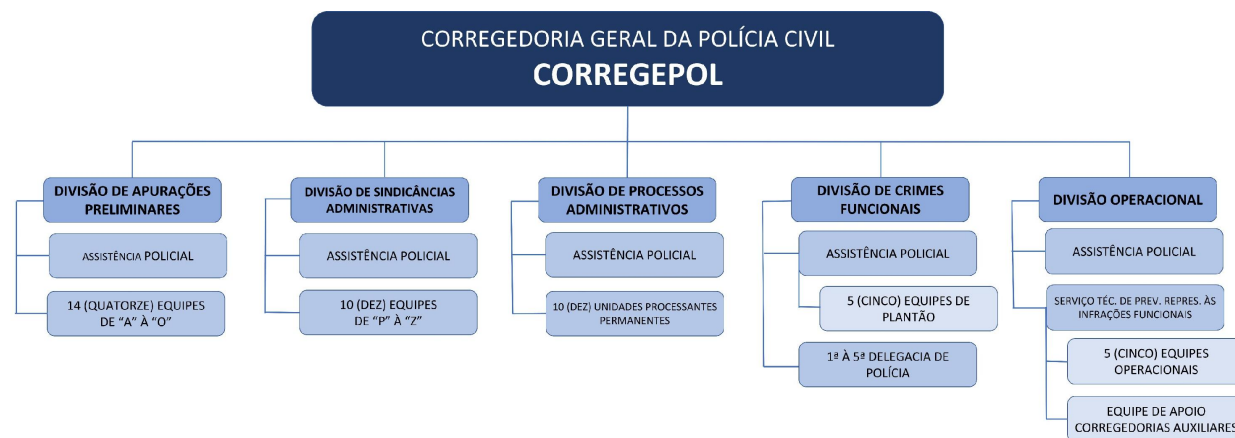 CORREGEDORIA GERAL DA POLÍCIA CIVIL
CORREGEPOL
DIVISÃO DE APURAÇÕES
PRELIMINARES
ASSISTÊNCIA POLICIAL
14 (QUATORZE) EQUIPES
DE “A” À “O”
DIVISÃO DE SINDICÂNCIAS
ADMINISTRATIVAS
ASSISTÊNCIA POLICIAL
10 (DEZ) EQUIPES
DE “P” À “Z”
DIVISÃO DE PROCESSOS
ADMINISTRATIVOS
ASSISTÊNCIA POLICIAL
10 (DEZ) UNIDADES PROCESSANTES
PERMANENTES
DIVISÃO DE CRIMES
FUNCIONAIS
ASSISTÊNCIA POLICIAL
5 (CINCO) EQUIPES DE
PLANTÃO
1ª À 5ª DELEGACIA DE
POLÍCIA
DIVISÃO OPERACIONAL
ASSISTÊNCIA POLICIAL
SERVIÇO TÉC. DE PREV. REPRES. ÀS
INFRAÇÕES FUNCIONAIS
5 (CINCO) EQUIPES
OPERACIONAIS
EQUIPE DE APOIO
CORREGEDORIAS AUXILIARES